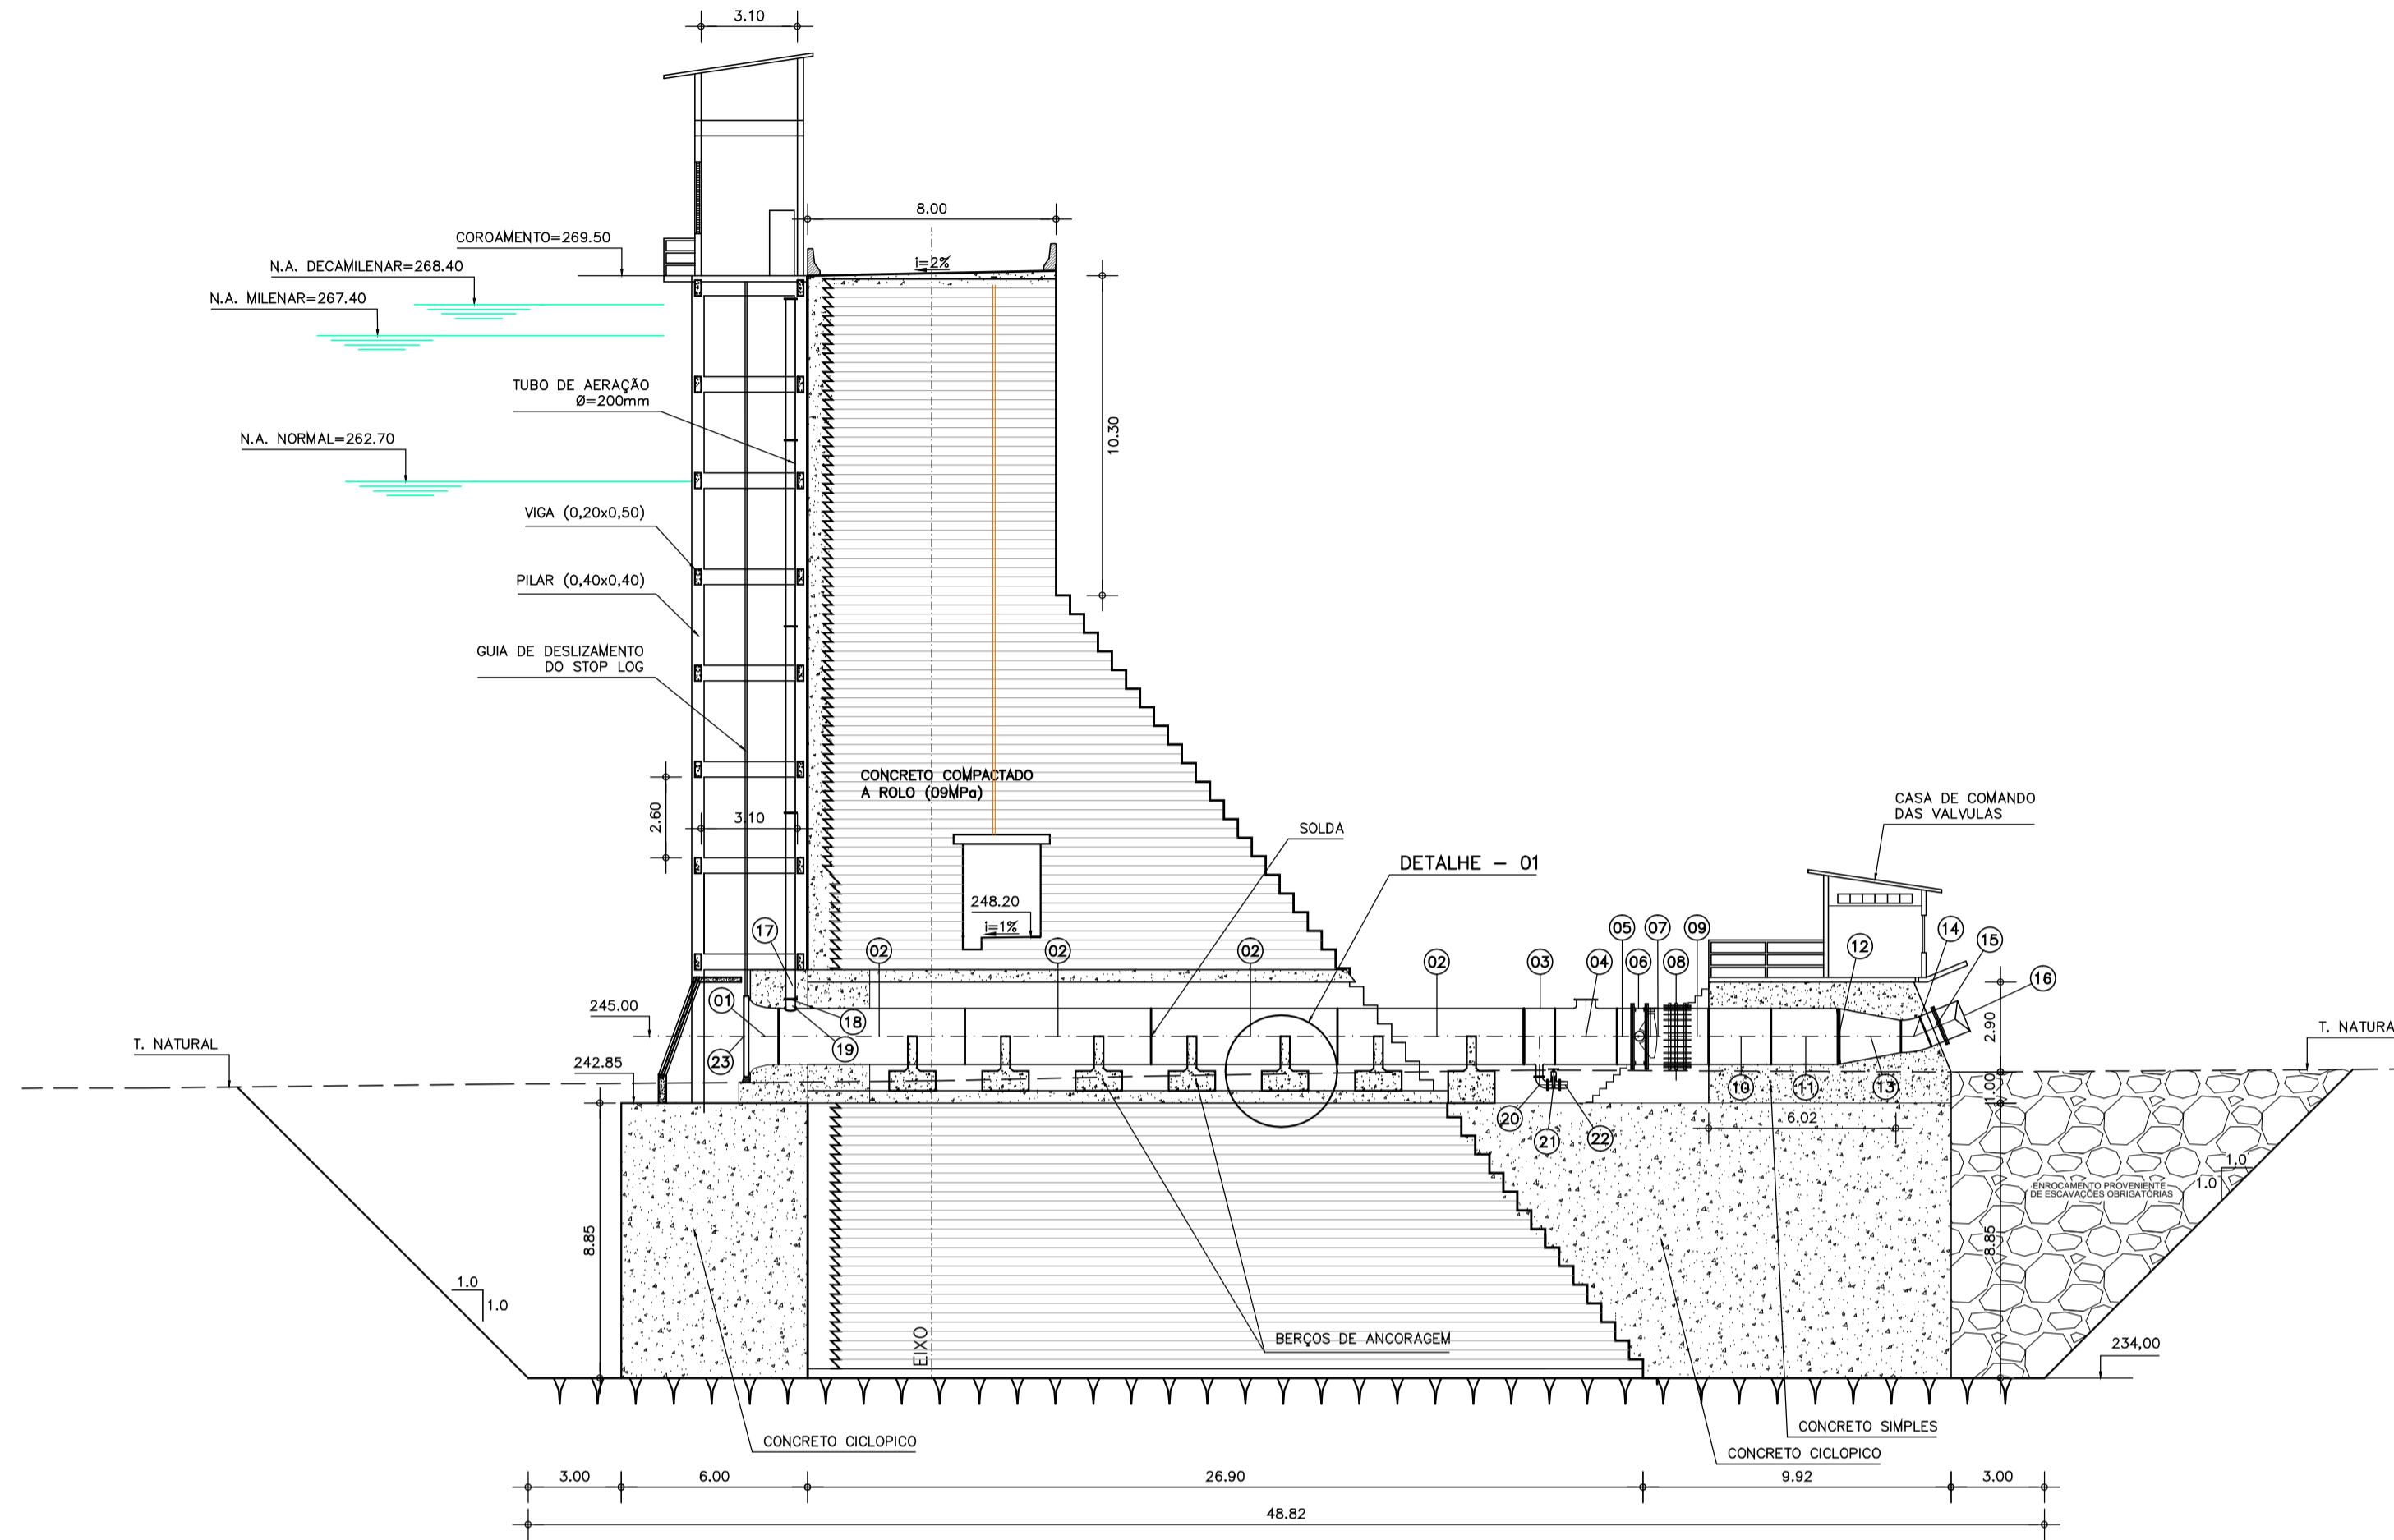 3.10
8.00
COROAMENTO=269.50
i=2%
N.A. DECAMILENAR=268.40
N.A. MILENAR=267.40
TUBO DE AERAÇÃO
Ø=200mm
10.30
N.A. NORMAL=262.70
VIGA (0,20x0,50)
PILAR (0,40x0,40)
GUIA DE DESLIZAMENTO
DO STOP LOG
CONCRETO COMPACTADO
A ROLO (09MPa)
2.60
3.10
SOLDA
CASA DE COMANDO
DAS VALVULAS
DETALHE - 01
248.20
i=1%
17
02
02
02
02
03
04
05
06
07
08
09
12
14
15
16
245.00
01
18
19
23
2.90
T. NATURAL
T. NATURA
242.85
10
11
13
1.00
20
21
22
6.02
1.0
1.0
ENROCAMENTO PROVENIENTE
DE ESCAVAÇÕES OBRIGATÓRIAS
8.85
8.85
1.0
1.0
EIXO
BERÇOS DE ANCORAGEM
234,00
CONCRETO CICLOPICO
CONCRETO SIMPLES
CONCRETO CICLOPICO
3.00
6.00
26.90
9.92
3.00
48.82